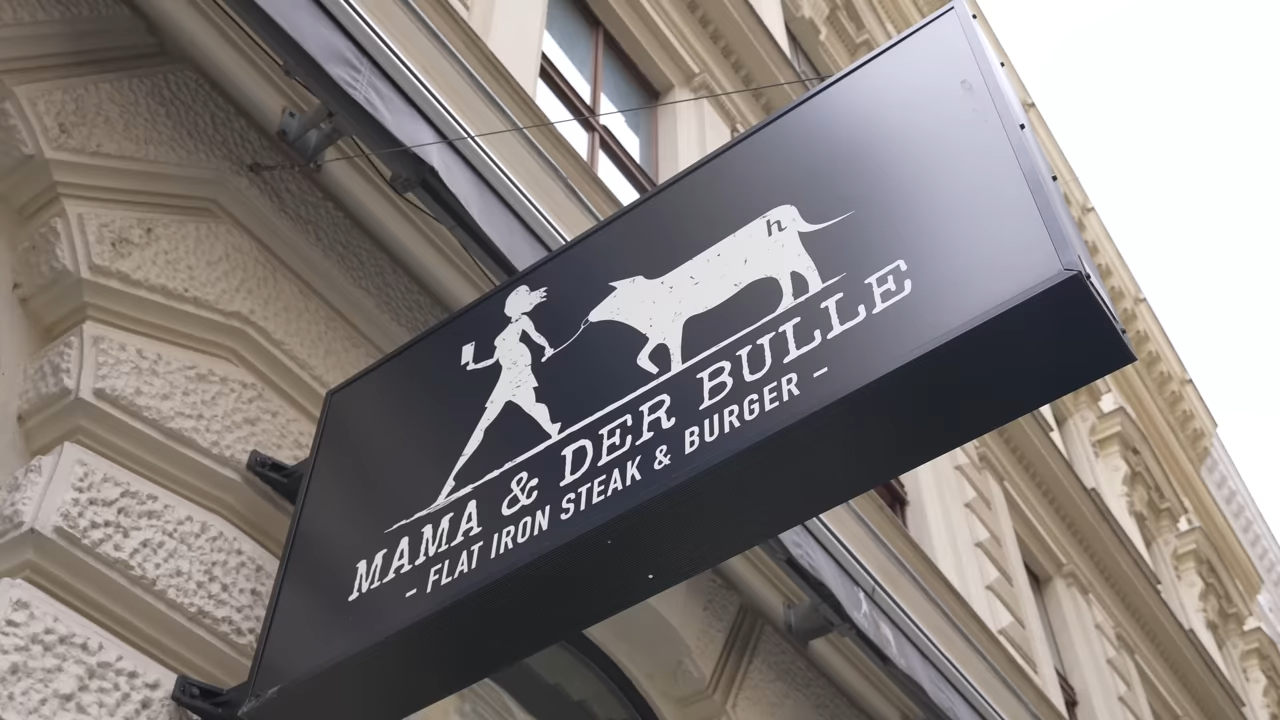 h
MAMA & DER BULLE
- FLAT IRON STEAK & BURGER -